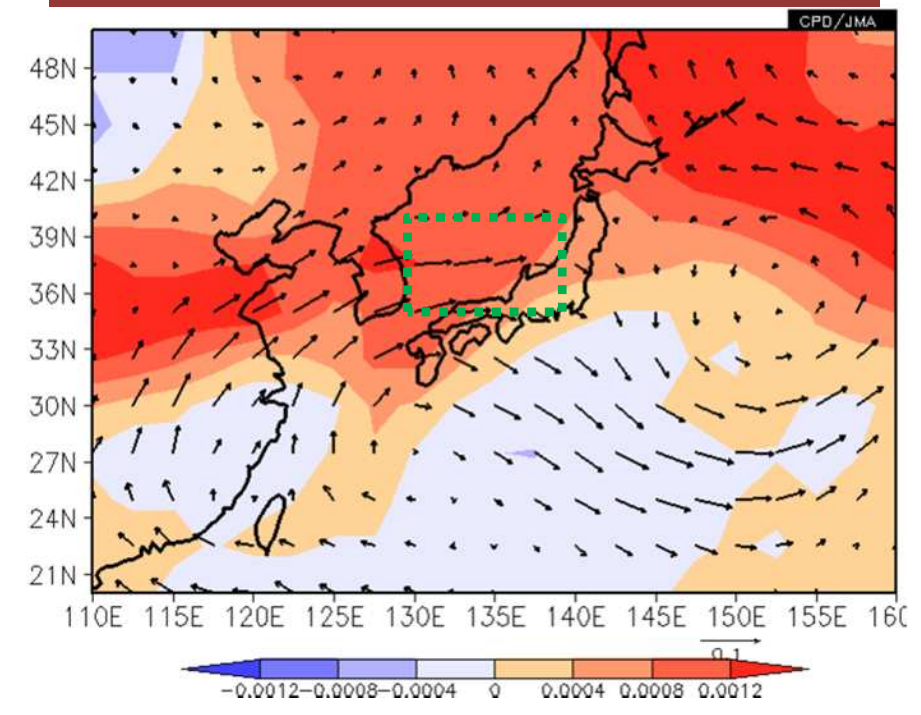 CPD/JMA
48N
45N
42N
39N
36N
33N
30N
27N
24N
21N
110E 115E 120E 125E 130E 135E 140E 145E 150E 155E 160
0.1
-0.0012 -0.0008 -0.0004 0 0.0004 0.0008 0.0012